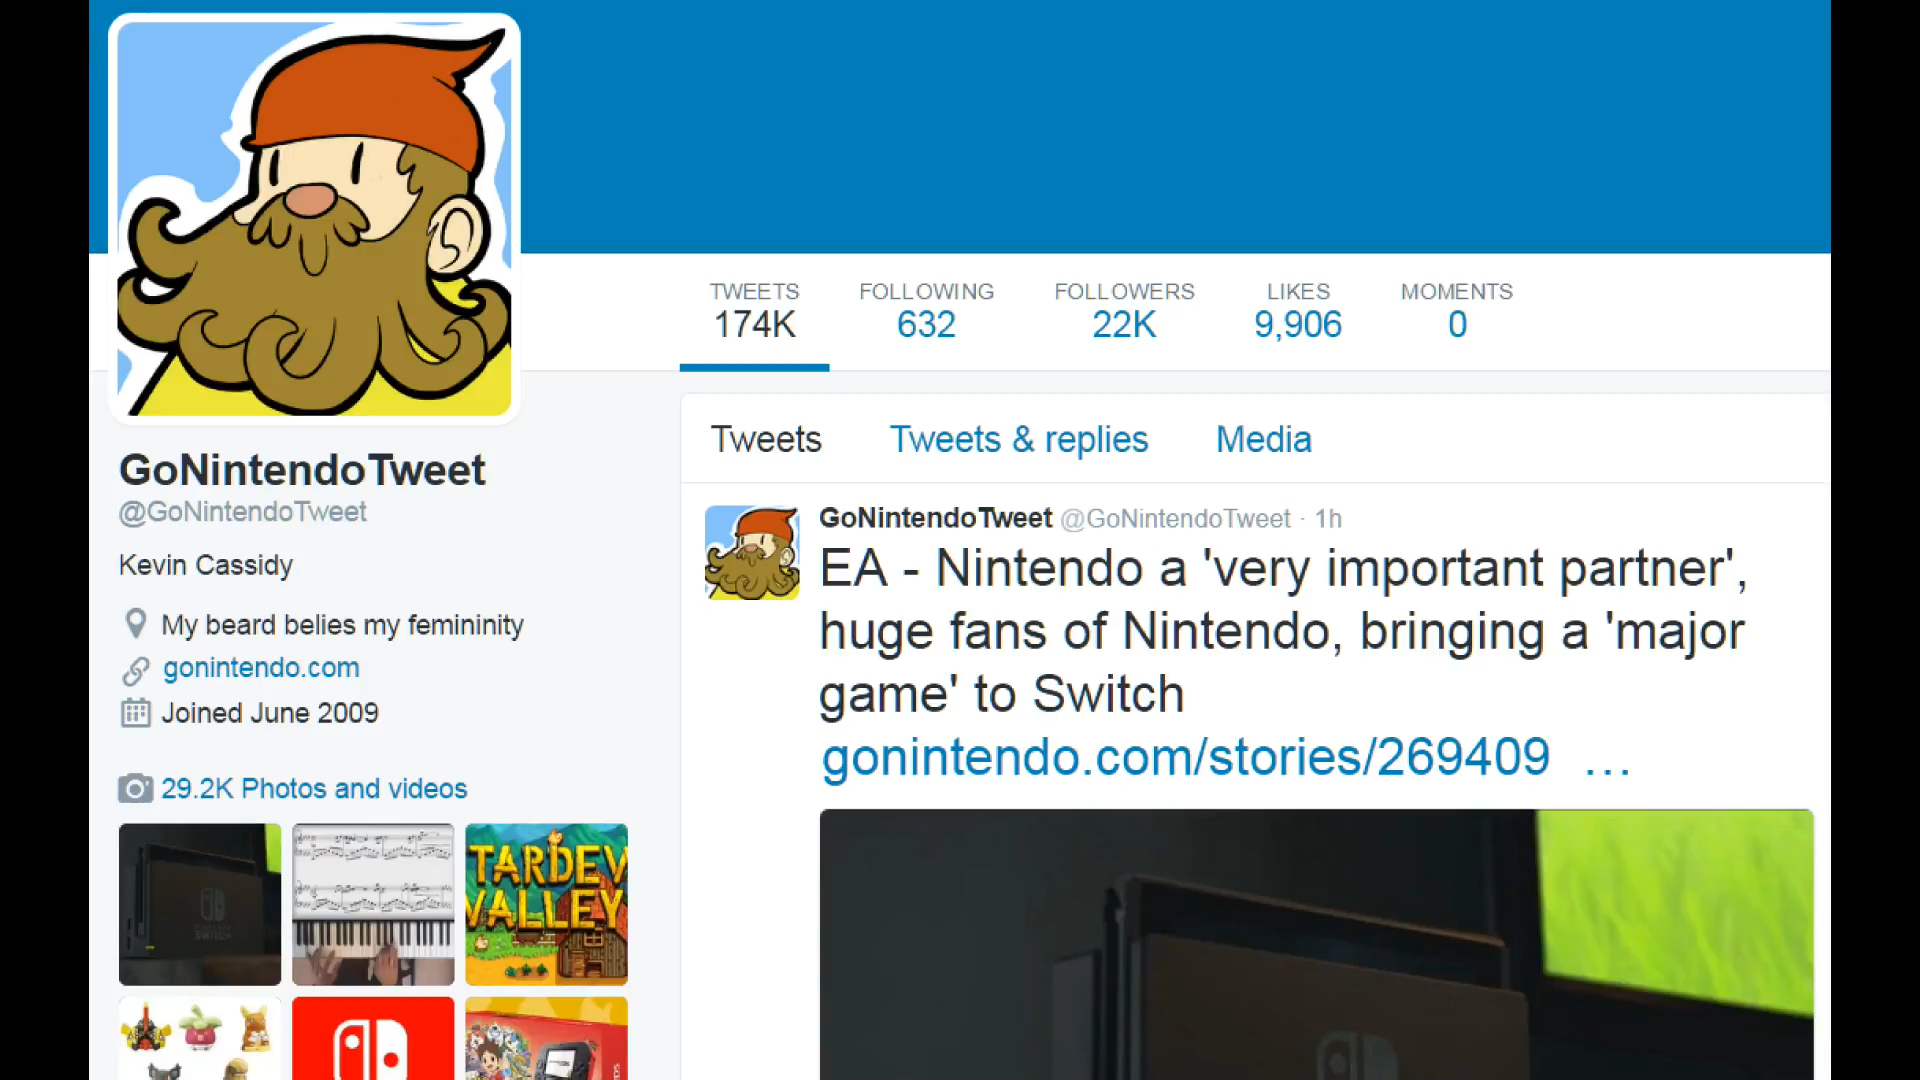 TWEETS
174K
FOLLOWING
632
FOLLOWERS
22K
LIKES
9,906
MOMENTS
0
GoNintendoTweet
@GoNintendoTweet
Kevin Cassidy
My beard belies my femininity
gonintendo.com
Joined June 2009
29.2K Photos and videos
TARDEV
VALLEY
Tweets Tweets & replies Media
GoNintendoTweet @GoNintendoTweet · 1h
EA - Nintendo a 'very important partner',
huge fans of Nintendo, bringing a 'major
game' to Switch
gonintendo.com/stories/269409 …